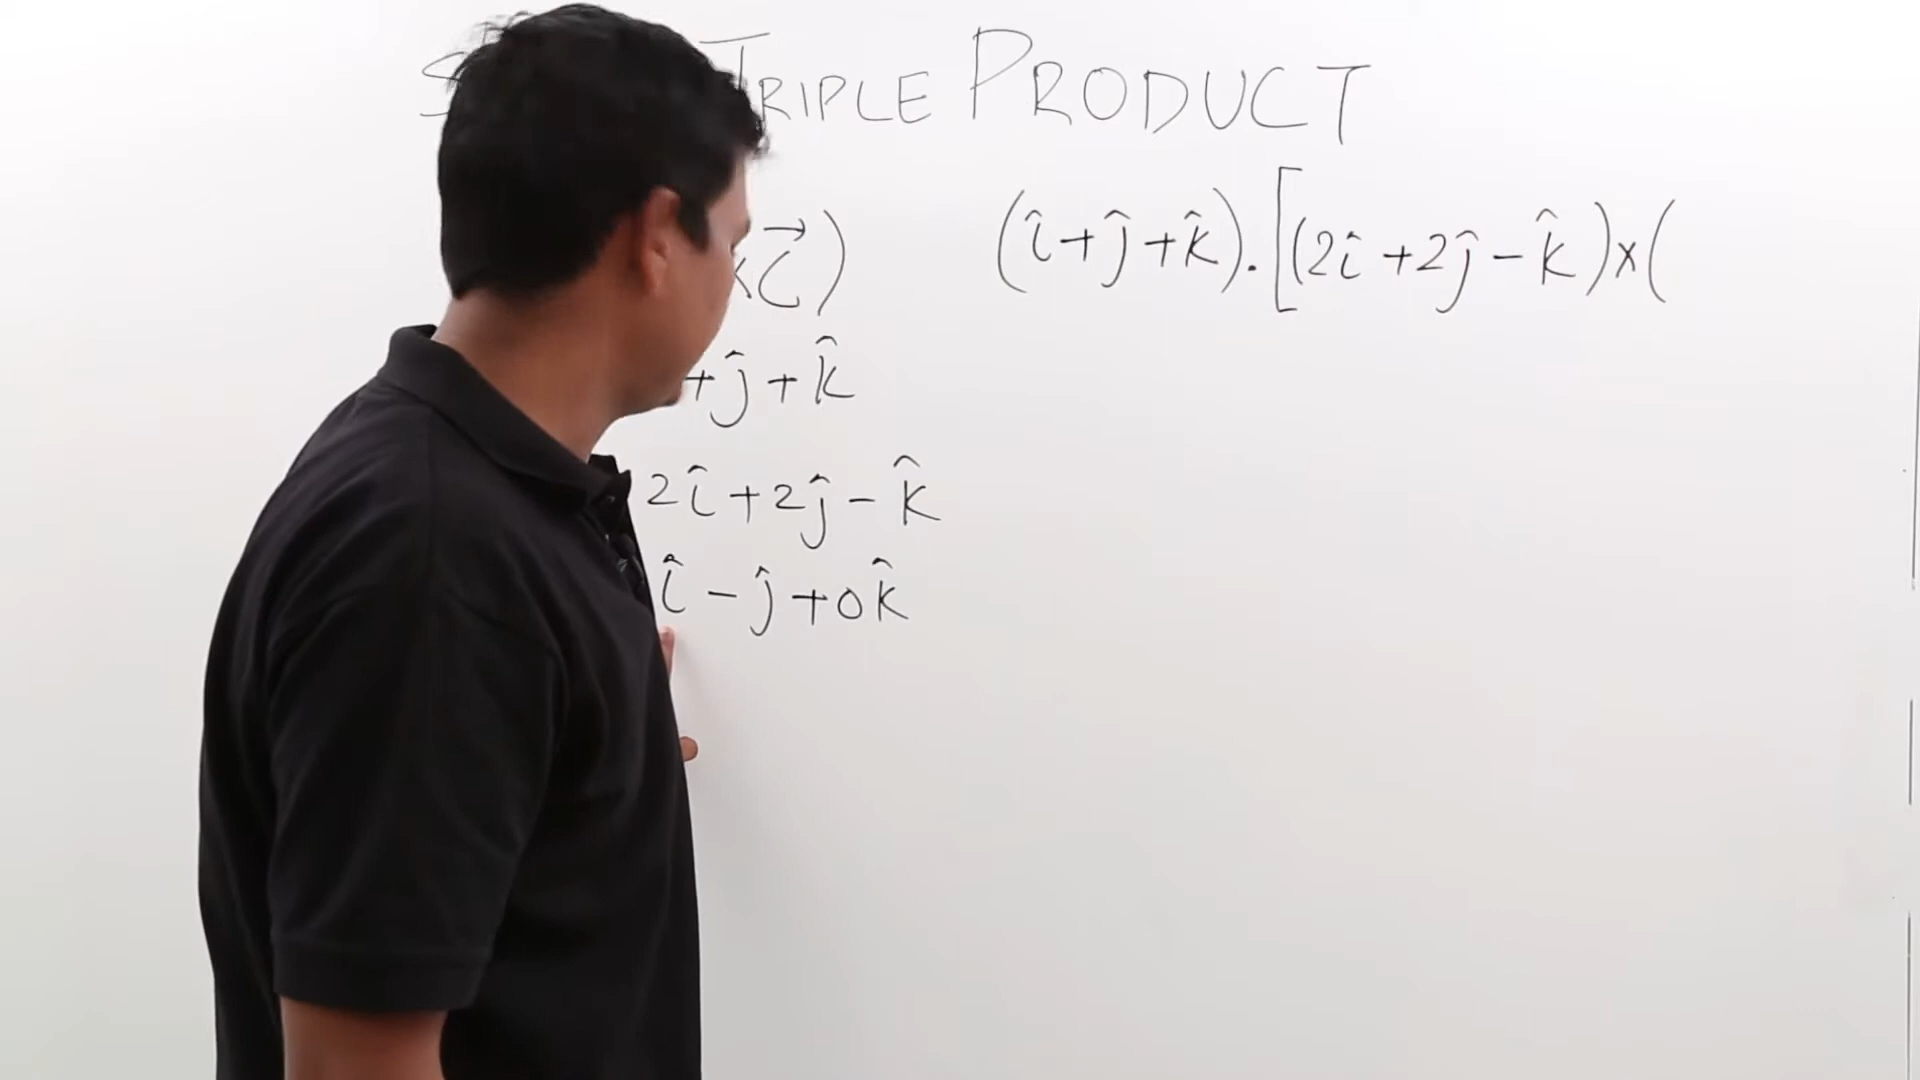 TRIPLE PRODUCT
×c⃗)
(î+ĵ+k̂).[(2î+2ĵ-k̂)×(
+ĵ+k̂
2î+2ĵ-k̂
î-ĵ+0k̂